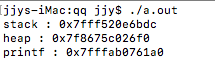 jjys-iMac:qq jjy$ ./a.out
stack : 0x7fff520e6bdc
heap : 0x7f8675c026f0
printf : 0x7fffab0761a0